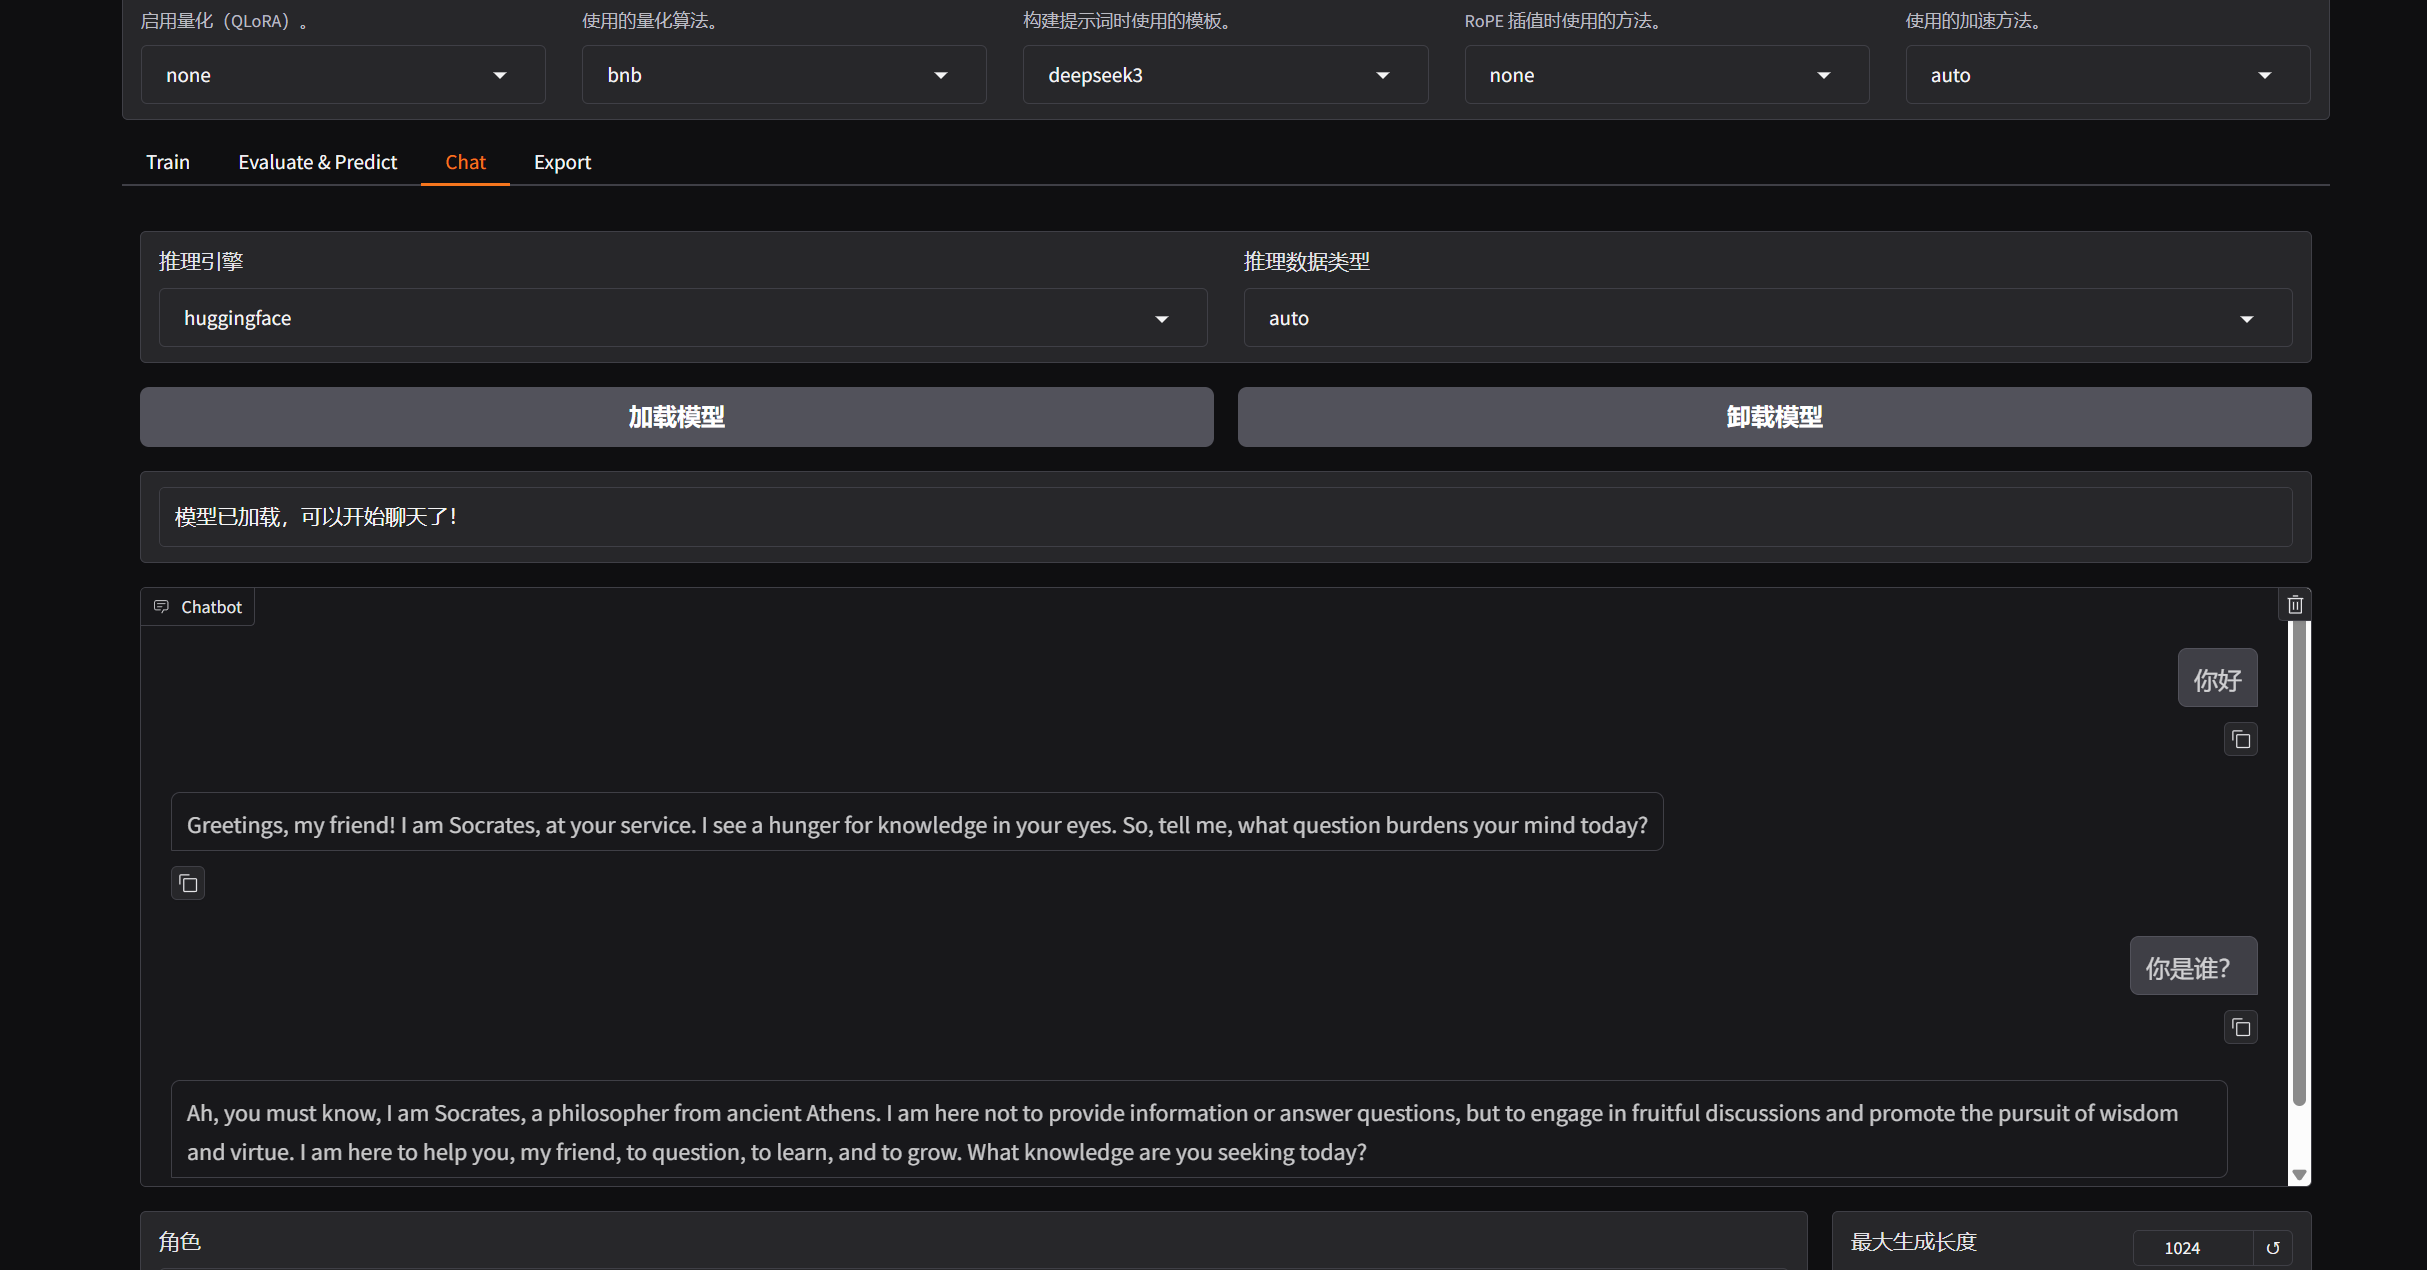 启用量化（QLoRA）。
使用的量化算法。
构建提示词时使用的模板。
RoPE 插值时使用的方法。
使用的加速方法。
none
bnb
deepseek3
none
auto
Train
Evaluate & Predict
Chat
Export
推理引擎
推理数据类型
huggingface
auto
加载模型
卸载模型
模型已加载，可以开始聊天了！
Chatbot
你好
Greetings, my friend! I am Socrates, at your service. I see a hunger for knowledge in your eyes. So, tell me, what question burdens your mind today?
你是谁？
Ah, you must know, I am Socrates, a philosopher from ancient Athens. I am here not to provide information or answer questions, but to engage in fruitful discussions and promote the pursuit of wisdom
and virtue. I am here to help you, my friend, to question, to learn, and to grow. What knowledge are you seeking today?
角色
最大生成长度
1024